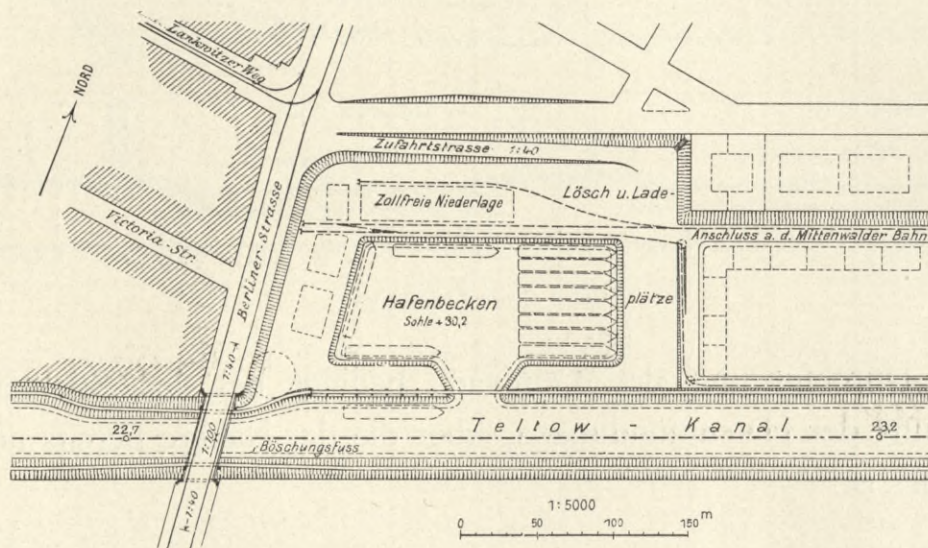 Lankwitzer Weg
NORD
Zufahrtstrasse 1:40
Berliner-Strasse
Victoria-Str.
Zollfreie Niederlage
Lösch u. Lade-
Anschluss a. d. Mittenwalder Bahn
Hafenbecken
Sohle + 30,2
plätze
1:40
Teltow - Kanal
22,7
23,2
1:100
Böschungsfuss
1:40
1:5000
0 50 100 150 m